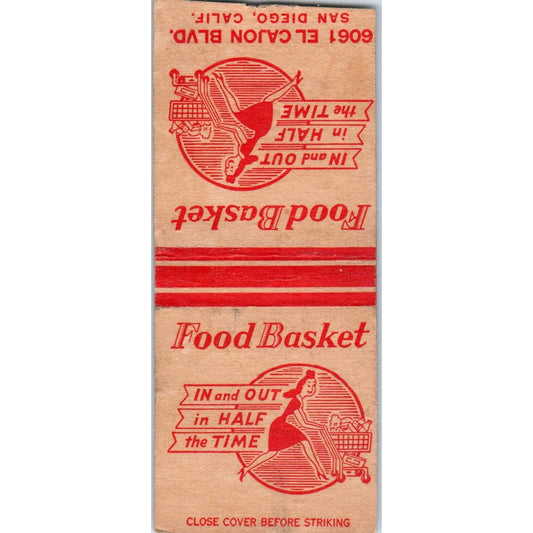 6061 EL CAJON BLVD.
SAN DIEGO, CALIF.
IN and OUT
in HALF
the TIME
Food Basket
Food Basket
IN and OUT
in HALF
the TIME
CLOSE COVER BEFORE STRIKING